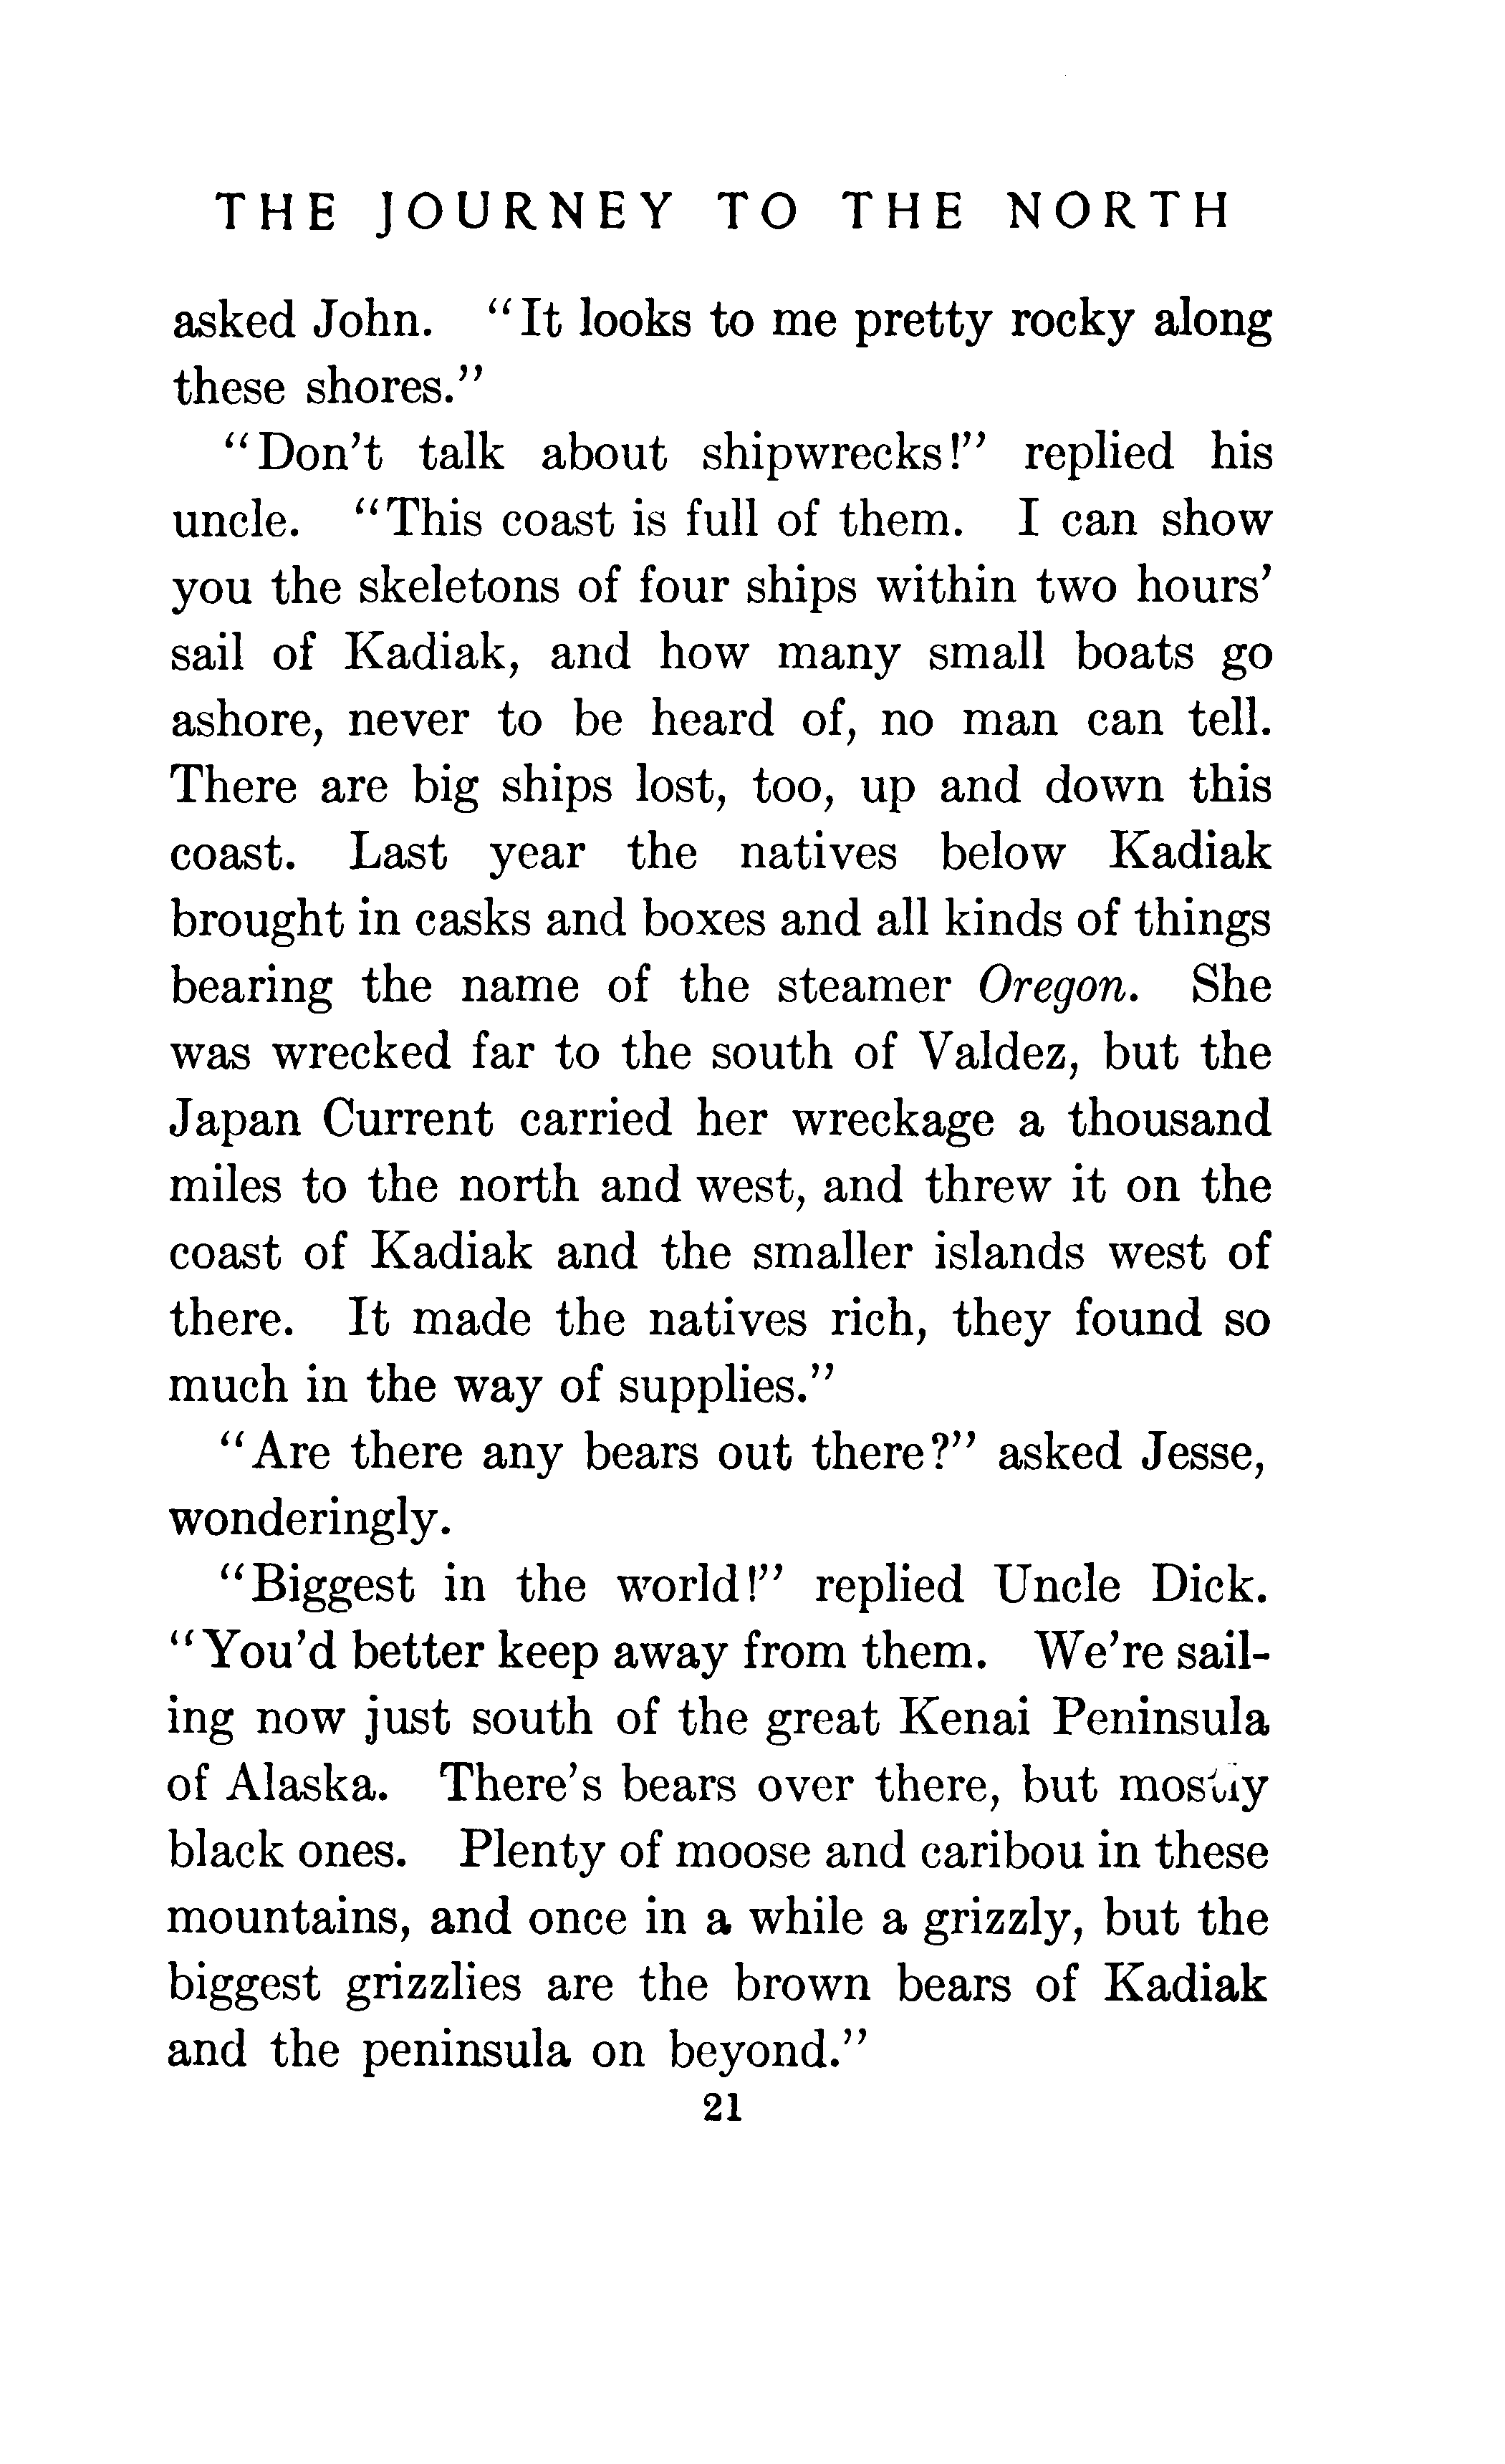 THE JOURNEY TO THE NORTH
asked John. "It looks to me pretty rocky along
these shores."
"Don't talk about shipwrecks!" replied his
uncle. "This coast is full of them. I can show
you the skeletons of four ships within two hours'
sail of Kadiak, and how many small boats go
ashore, never to be heard of, no man can tell.
There are big ships lost, too, up and down this
coast. Last year the natives below Kadiak
brought in casks and boxes and all kinds of things
bearing the name of the steamer Oregon. She
was wrecked far to the south of Valdez, but the
Japan Current carried her wreckage a thousand
miles to the north and west, and threw it on the
coast of Kadiak and the smaller islands west of
there. It made the natives rich, they found so
much in the way of supplies."
"Are there any bears out there?" asked Jesse,
wonderingly.
"Biggest in the world!" replied Uncle Dick.
"You'd better keep away from them. We're sail-
ing now just south of the great Kenai Peninsula
of Alaska. There's bears over there, but mostly
black ones. Plenty of moose and caribou in these
mountains, and once in a while a grizzly, but the
biggest grizzlies are the brown bears of Kadiak
and the peninsula on beyond."
21